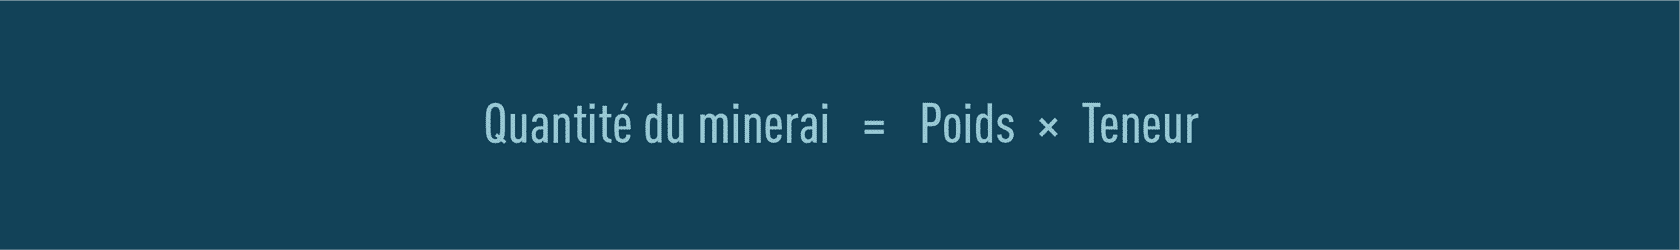 Quantité du minerai = Poids × Teneur